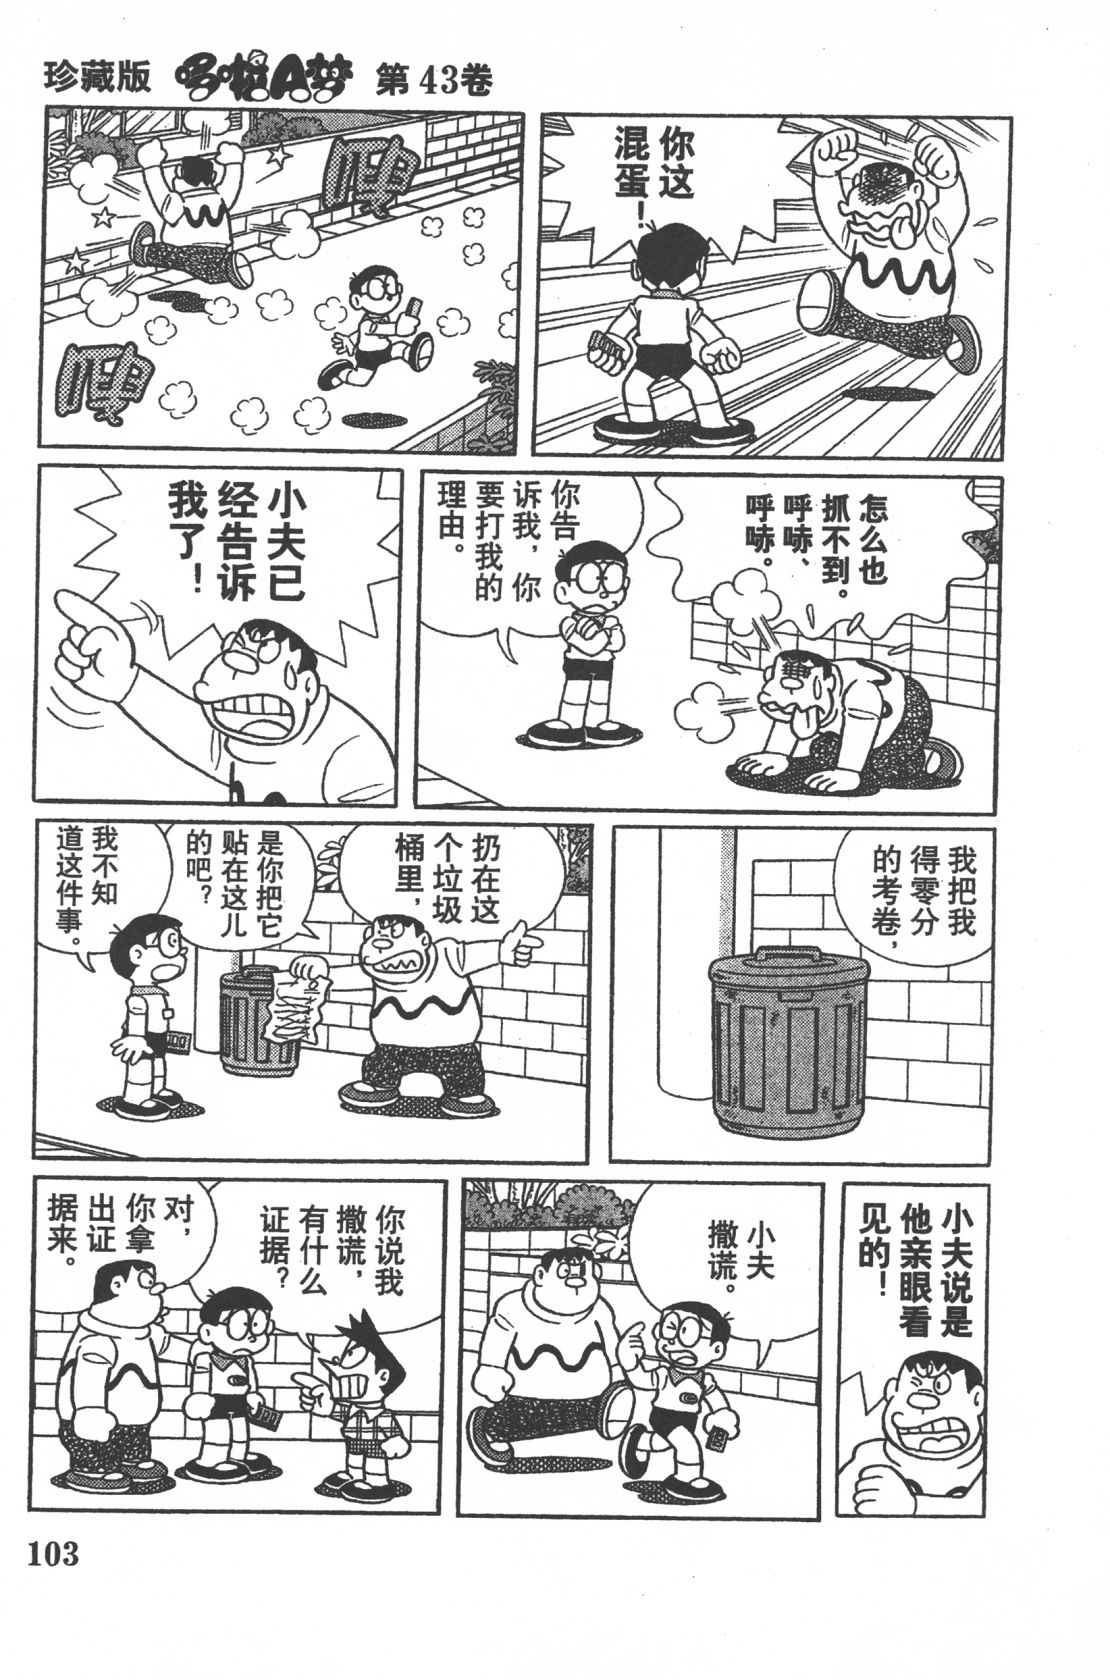 珍藏版 哆啦A梦 第43卷
你这
混蛋！
嘚
嘚
怎么也
抓不到。
呼哧、
呼哧。
你告
诉我，你
要打我的
理由。
小夫已
经告诉
我了！
我把我
得零分
的考卷，
扔在这
个垃圾
桶里，
是你把它
贴在这儿
的吧？
我不知
道这件事。
小夫说是
他亲眼看
见的！
小夫
撒谎。
你说我
撒谎，
有什么
证据？
对，
你拿
出证
据来。
103